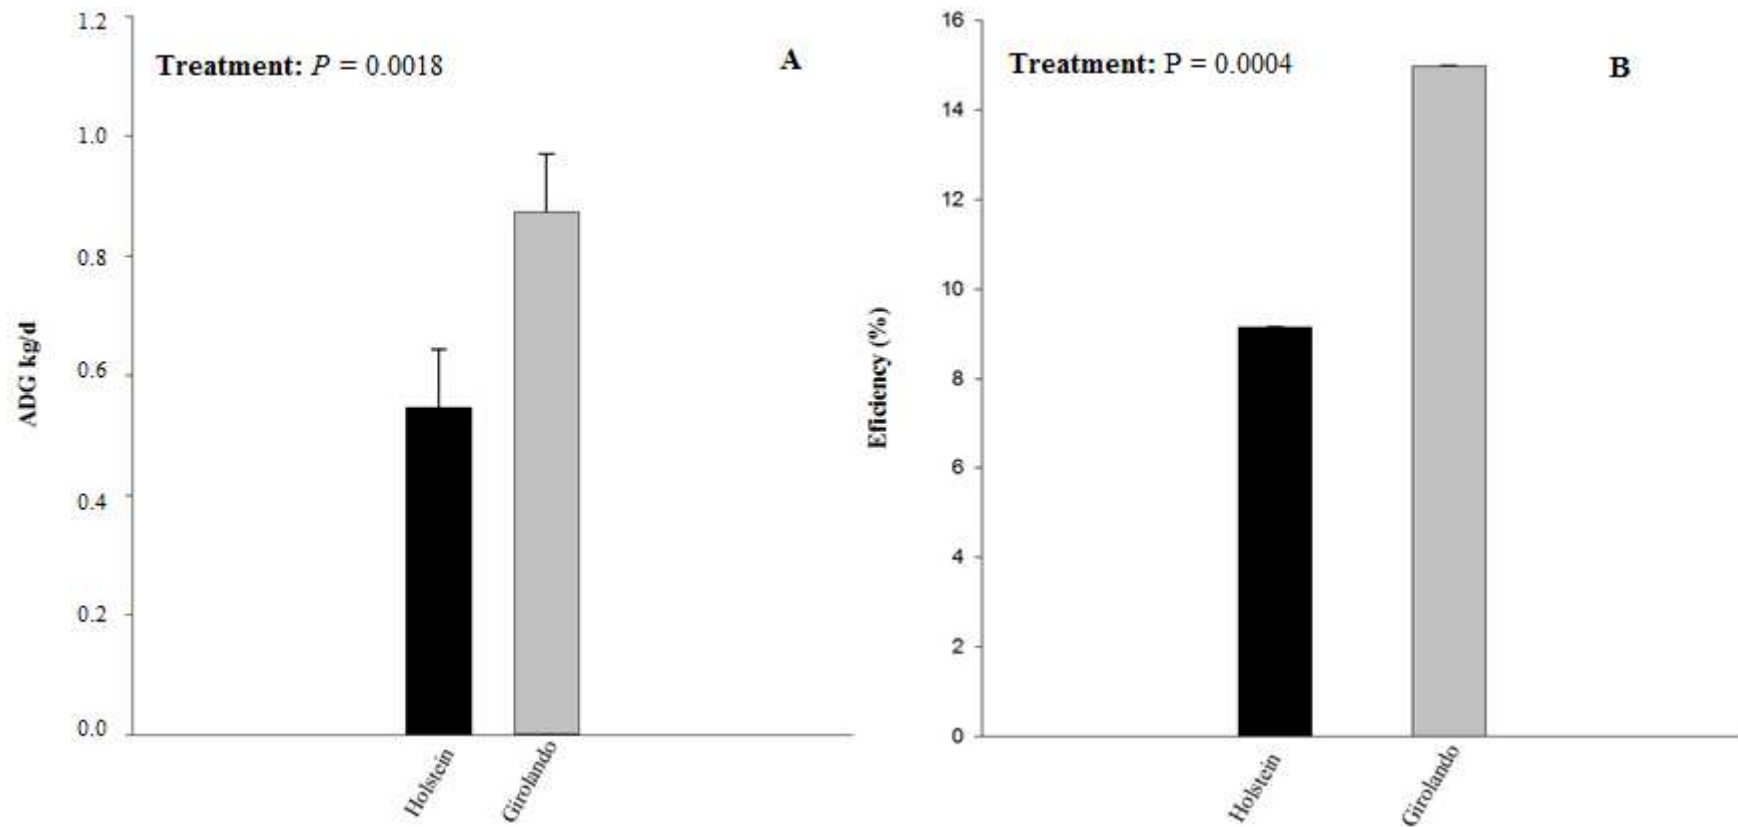 Treatment: P = 0.0018
A
1.2
1.0
0.8
0.6
0.4
0.2
0.0
ADG kg/d
Holstein
Girolando
Treatment: P = 0.0004
B
16
14
12
10
8
6
4
2
0
Eficiency (%)
Holstein
Girolando